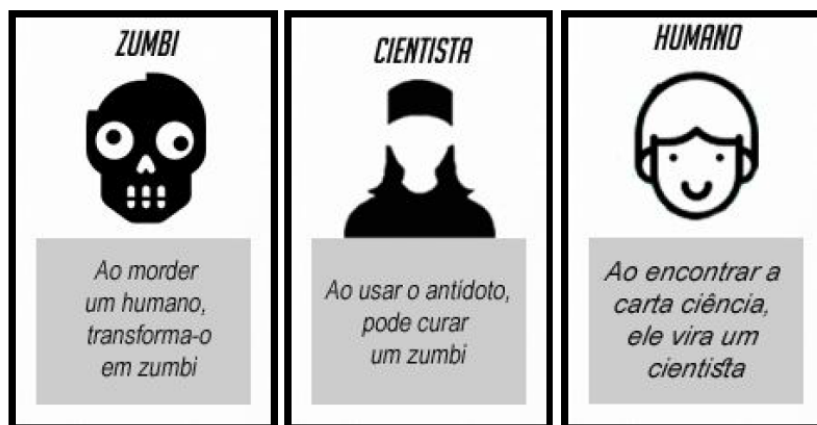 ZUMBI
Ao morder
um humano,
transforma-o
em zumbi
CIENTISTA
Ao usar o antídoto,
pode curar
um zumbi
HUMANO
Ao encontrar a
carta ciência,
ele vira um
cientista